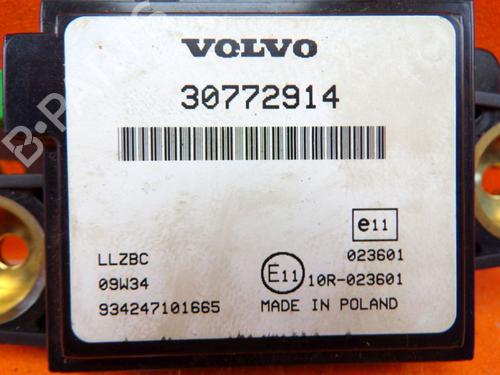 VOLVO
30772914
e11
LLZBC 023601
09W34 E11 10R-023601
934247101665 MADE IN POLAND